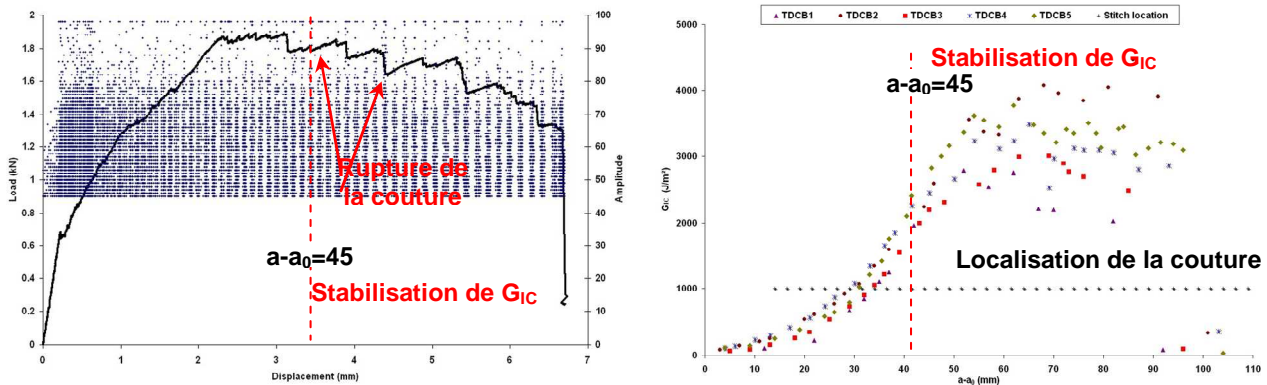 2
1.8
1.6
1.4
1.2
1
0.8
0.6
0.4
0.2
0
Load (kN)
0 1 2 3 4 5 6 7
Displacement (mm)
100
90
80
70
60
50
40
30
20
10
0
Amplitude
Rupture de
la couture
a-a0=45
Stabilisation de GIC
TDCB1 TDCB2 TDCB3 TDCB4 TDCB5 Stitch location
5000
4000
3000
2000
1000
0
GIC (J/m²)
Stabilisation de GIC
a-a0=45
Localisation de la couture
0 10 20 30 40 50 60 70 80 90 100 110
a-a0 (mm)